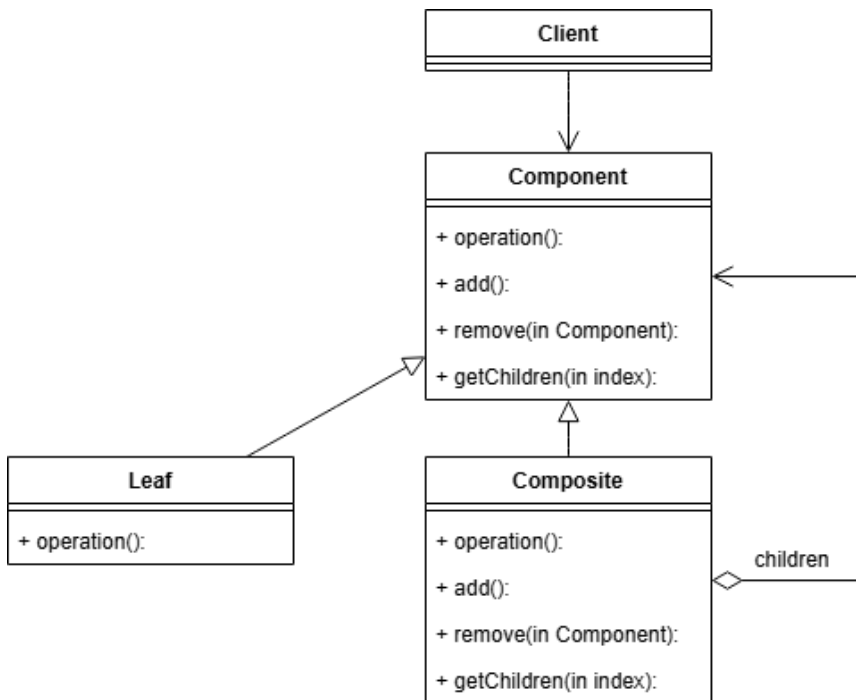 Client
Component
+ operation():
+ add():
+ remove(in Component):
+ getChildren(in index):
Leaf
+ operation():
Composite
+ operation():
+ add():
+ remove(in Component):
+ getChildren(in index):
children